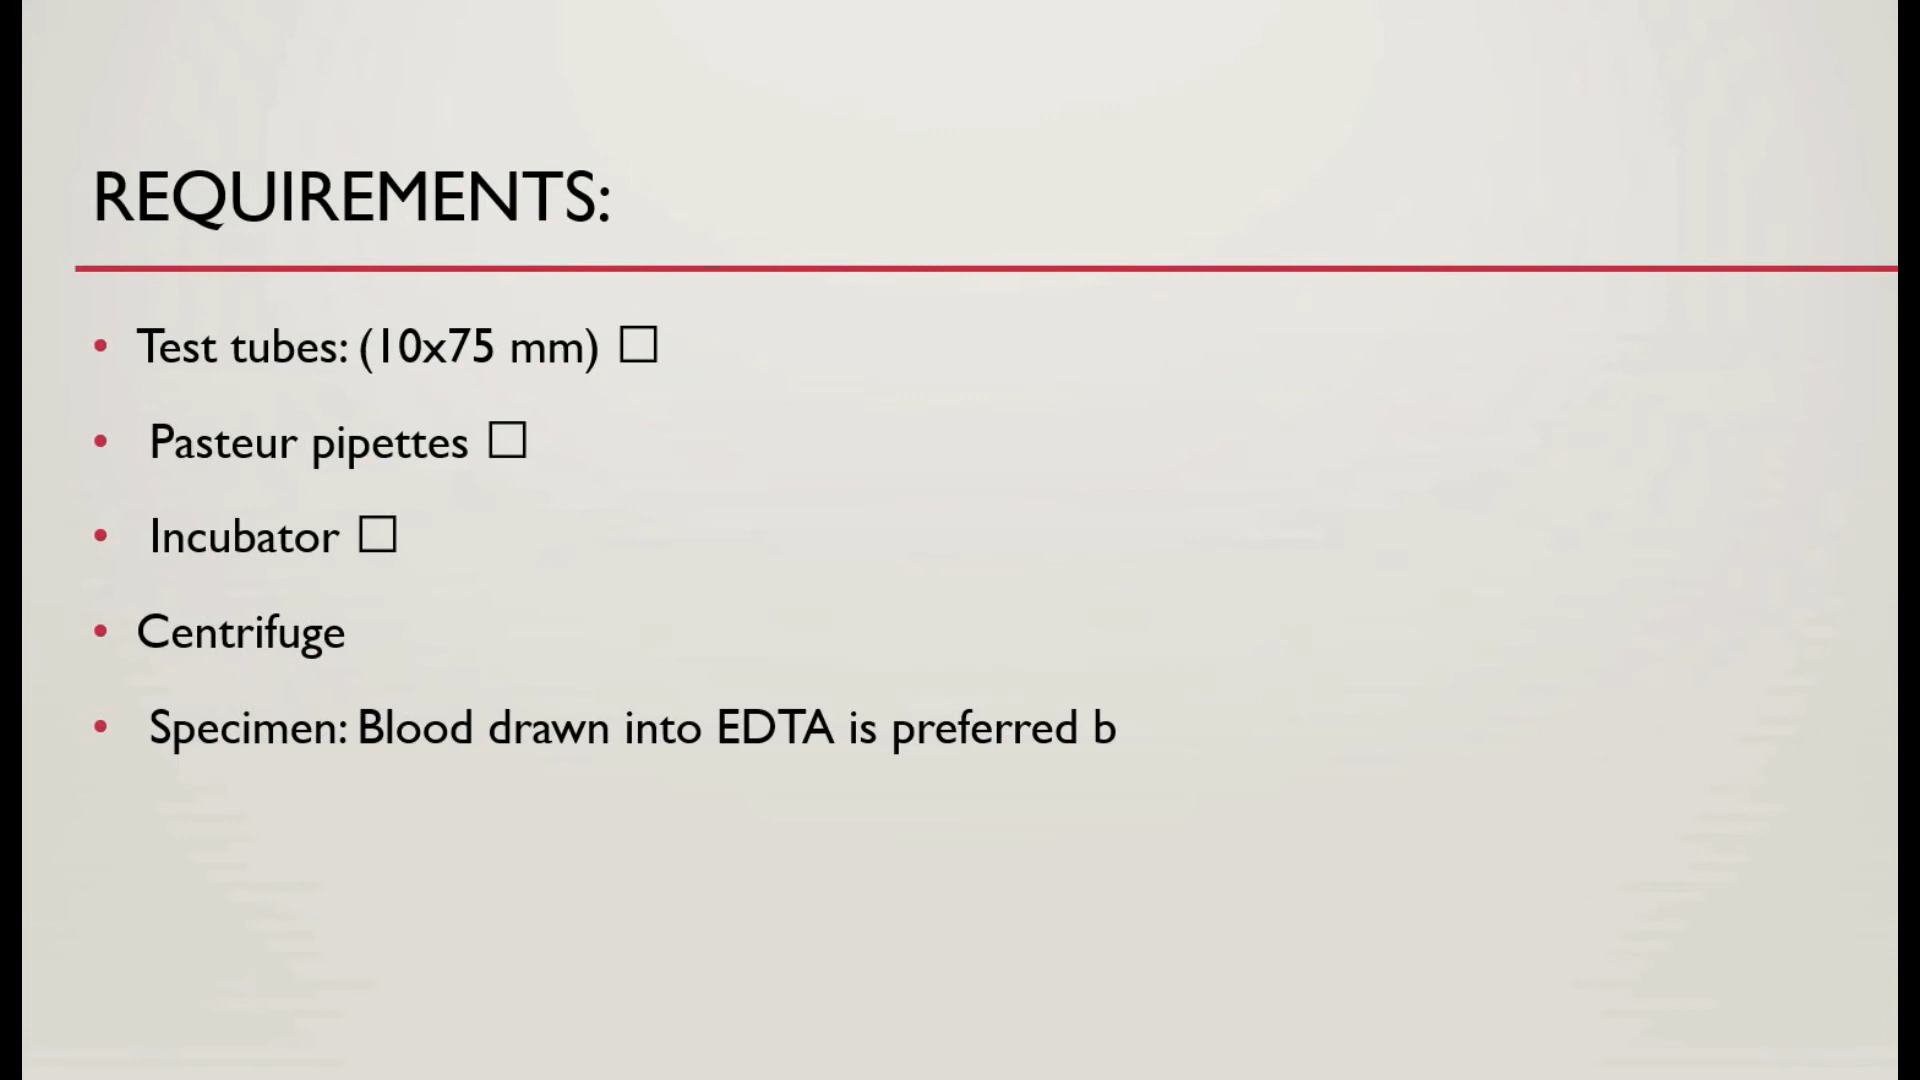 REQUIREMENTS:
• Test tubes: (10x75 mm) □
• Pasteur pipettes □
• Incubator □
• Centrifuge
• Specimen: Blood drawn into EDTA is preferred b